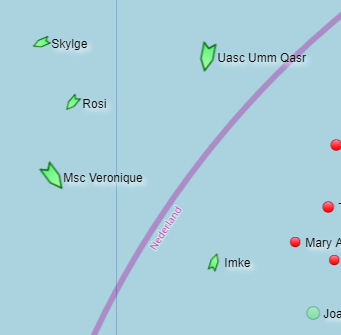 Skylge
Uasc Umm Qasr
Rosi
Msc Veronique
Nederland
Mary A
Imke
Joa